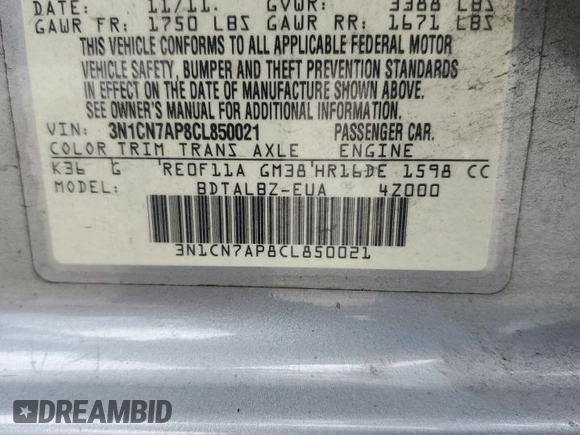 DATE: 11/11. GVWR: 3388 LBS
GAWR FR: 1750 LBS GAWR RR: 1671 LBS
THIS VEHICLE CONFORMS TO ALL APPLICABLE FEDERAL MOTOR
VEHICLE SAFETY, BUMPER AND THEFT PREVENTION STANDARDS
IN EFFECT ON THE DATE OF MANUFACTURE SHOWN ABOVE.
SEE OWNER'S MANUAL FOR ADDITIONAL INFORMATION.
VIN: 3N1CN7AP8CL850021 PASSENGER CAR.
COLOR TRIM TRANS AXLE ENGINE
K36 G 'REOF11A GM38'HR16DE 1598 CC
MODEL: BDTALBZ-EUA 4Z000
3N1CN7AP8CL850021
DREAMBID